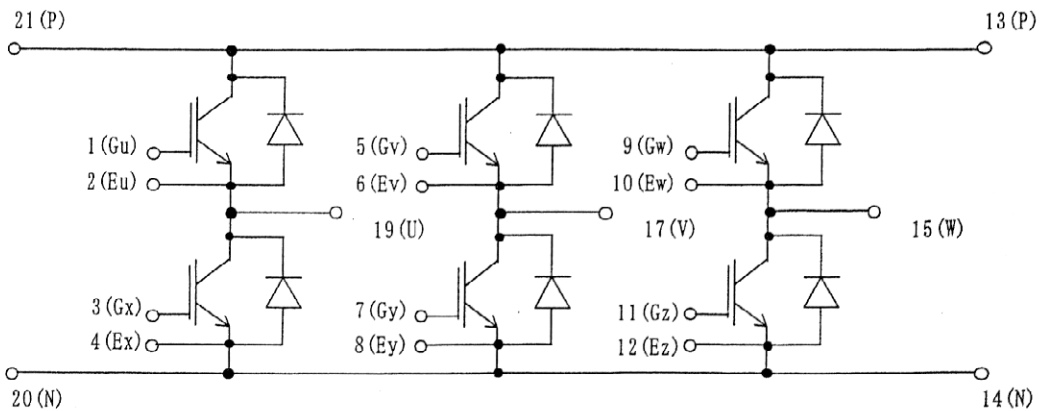 21(P)
13(P)
1(Gu)
5(Gv)
9(Gw)
2(Eu)
6(Ev)
10(Ew)
19(U)
17(V)
15(W)
3(Gx)
7(Gy)
11(Gz)
4(Ex)
8(Ey)
12(Ez)
20(N)
14(N)